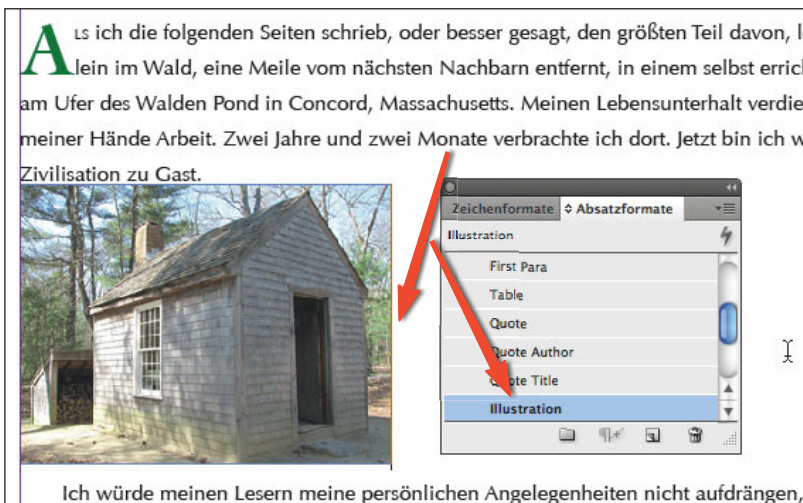 ALS ich die folgenden Seiten schrieb, oder besser gesagt, den größten Teil davon,
lein im Wald, eine Meile vom nächsten Nachbarn entfernt, in einem selbst errich
am Ufer des Walden Pond in Concord, Massachusetts. Meinen Lebensunterhalt verdie
meiner Hände Arbeit. Zwei Jahre und zwei Monate verbrachte ich dort. Jetzt bin ich w
Zivilisation zu Gast.
Zeichenformate Absatzformate
Illustration
First Para
Table
Quote
Quote Author
Quote Title
Illustration
Ich würde meinen Lesern meine persönlichen Angelegenheiten nicht aufdrängen,